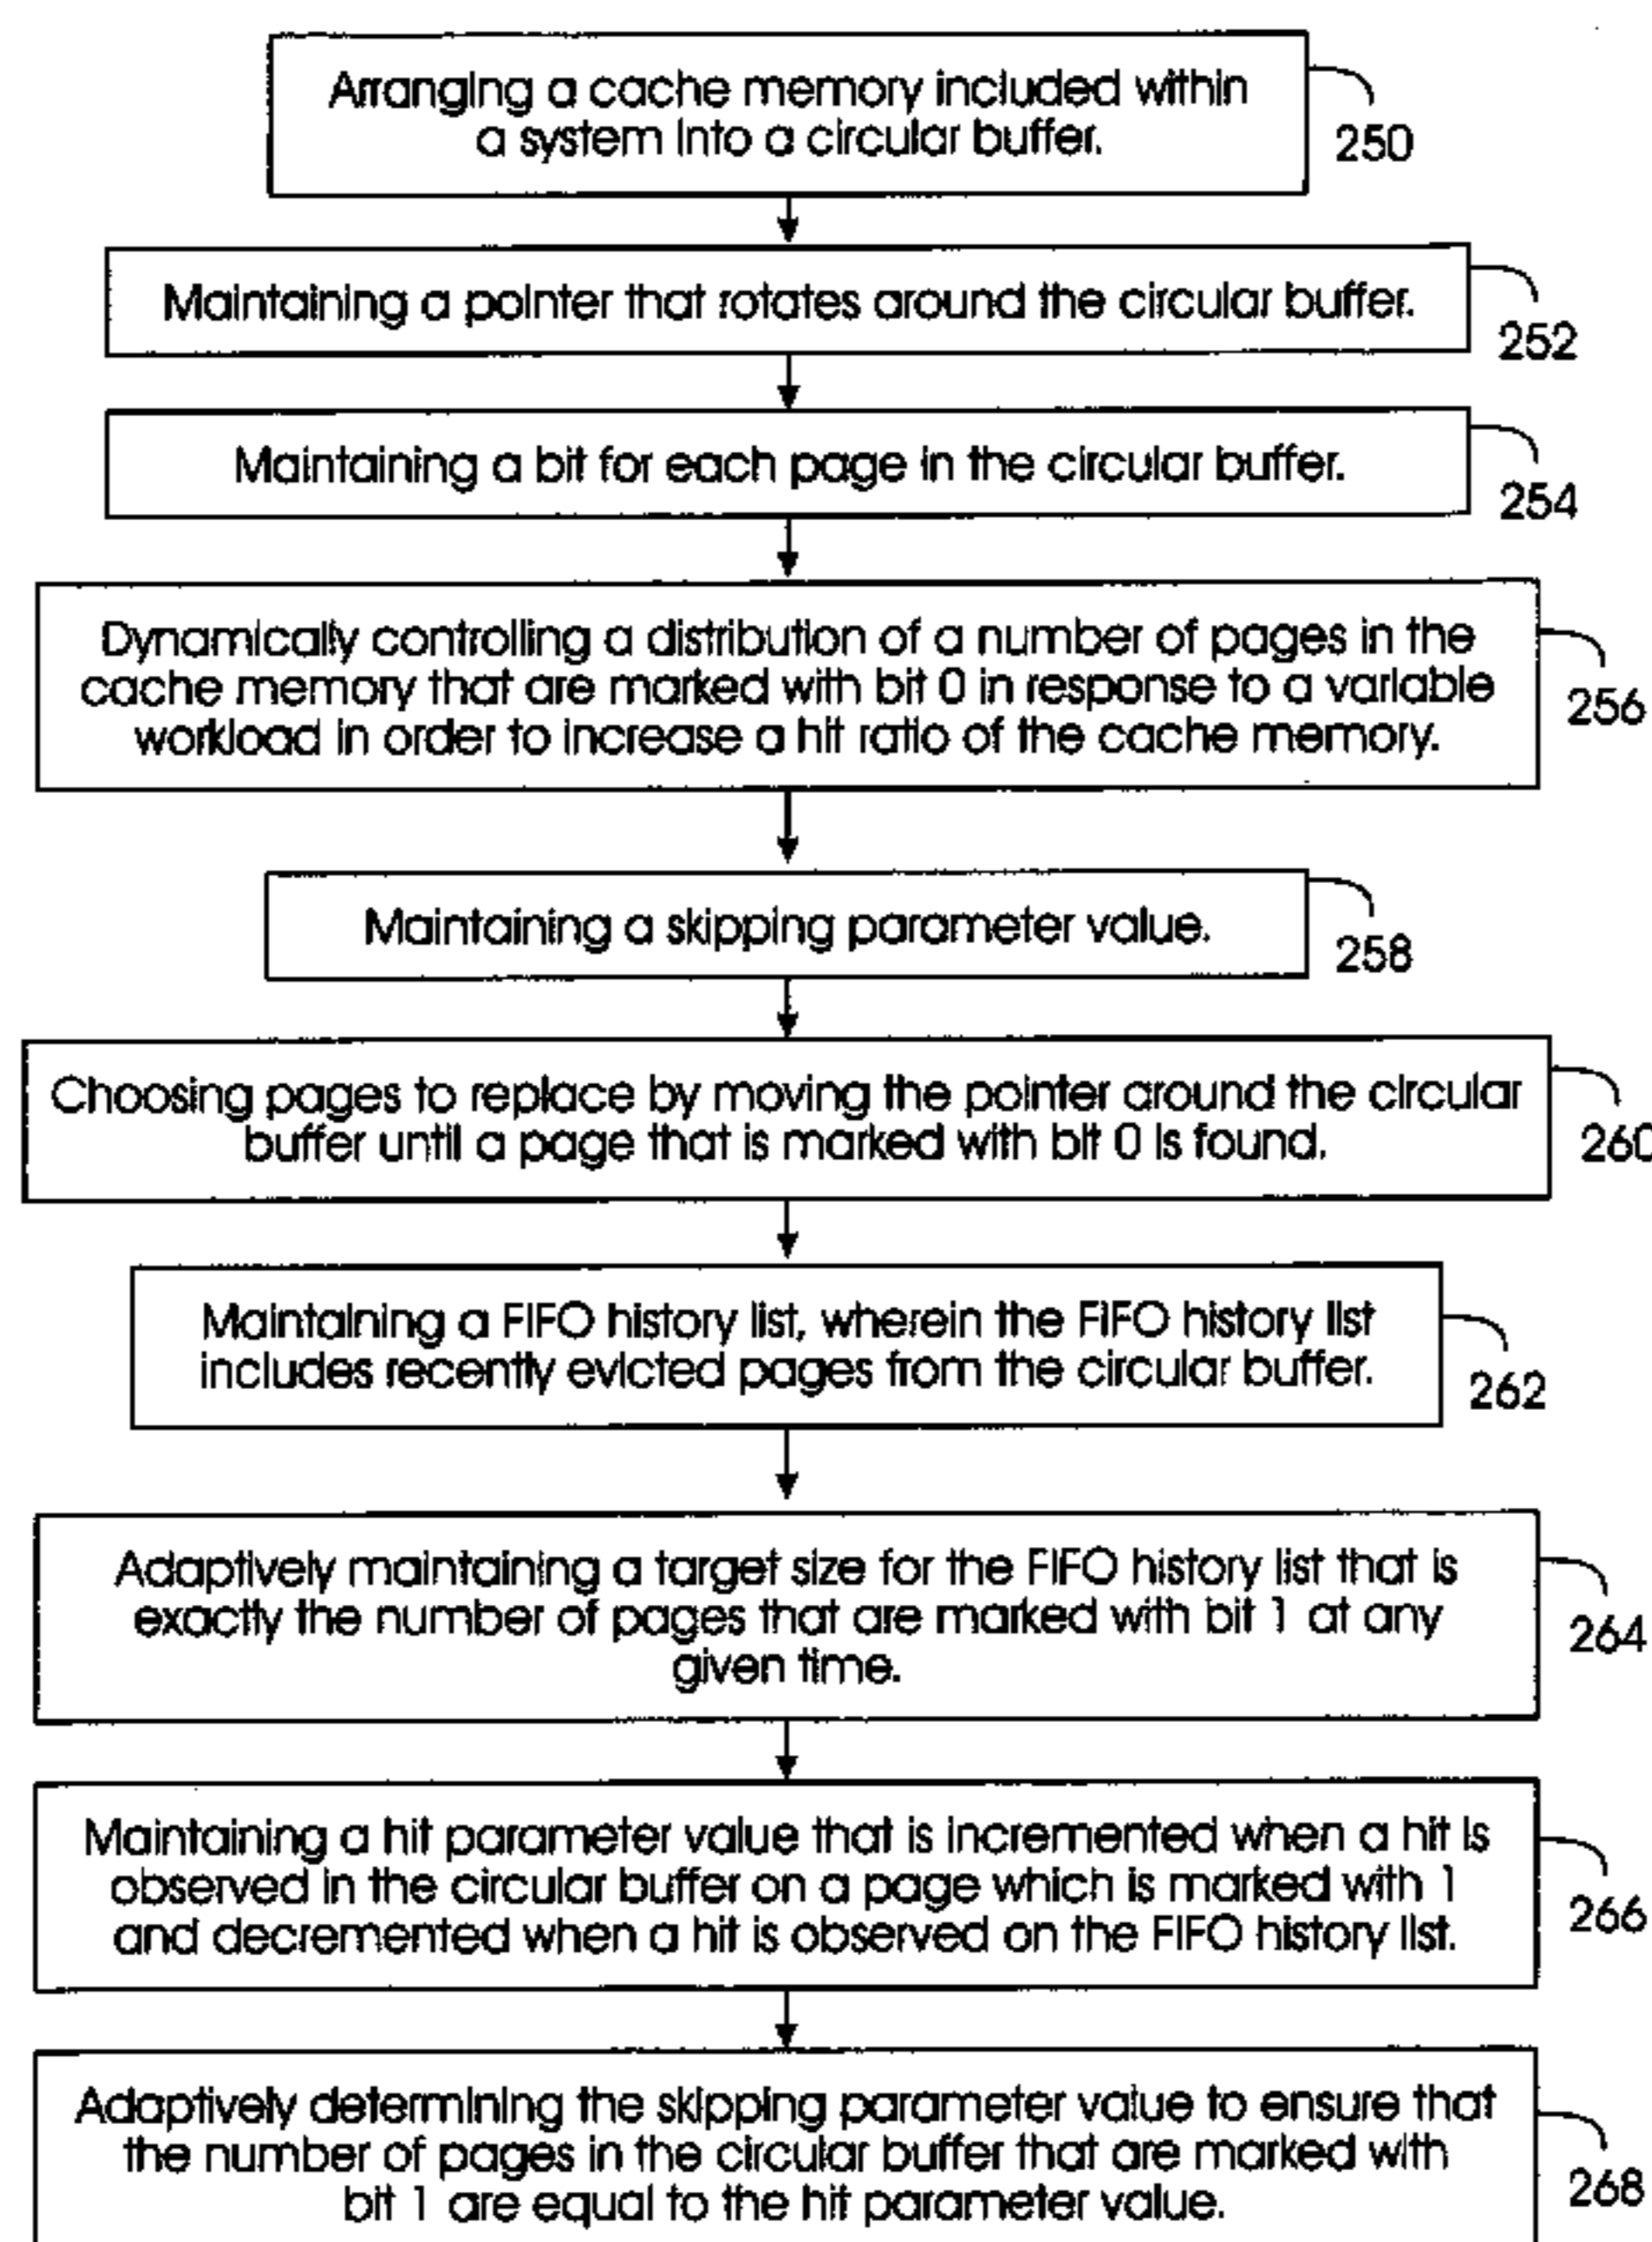 Arranging a cache memory included within
a system into a circular buffer.
250
Maintaining a pointer that rotates around the circular buffer.
252
Maintaining a bit for each page in the circular buffer.
254
Dynamically controlling a distribution of a number of pages in the
cache memory that are marked with bit 0 in response to a variable
workload in order to increase a hit ratio of the cache memory.
256
Maintaining a skipping parameter value.
258
Choosing pages to replace by moving the pointer around the circular
buffer until a page that is marked with bit 0 is found.
260
Maintaining a FIFO history list, wherein the FIFO history list
includes recently evicted pages from the circular buffer.
262
Adaptively maintaining a target size for the FIFO history list that is
exactly the number of pages that are marked with bit 1 at any
given time.
264
Maintaining a hit parameter value that is incremented when a hit is
observed in the circular buffer on a page which is marked with 1
and decremented when a hit is observed on the FIFO history list.
266
Adaptively determining the skipping parameter value to ensure that
the number of pages in the circular buffer that are marked with
bit 1 are equal to the hit parameter value.
268